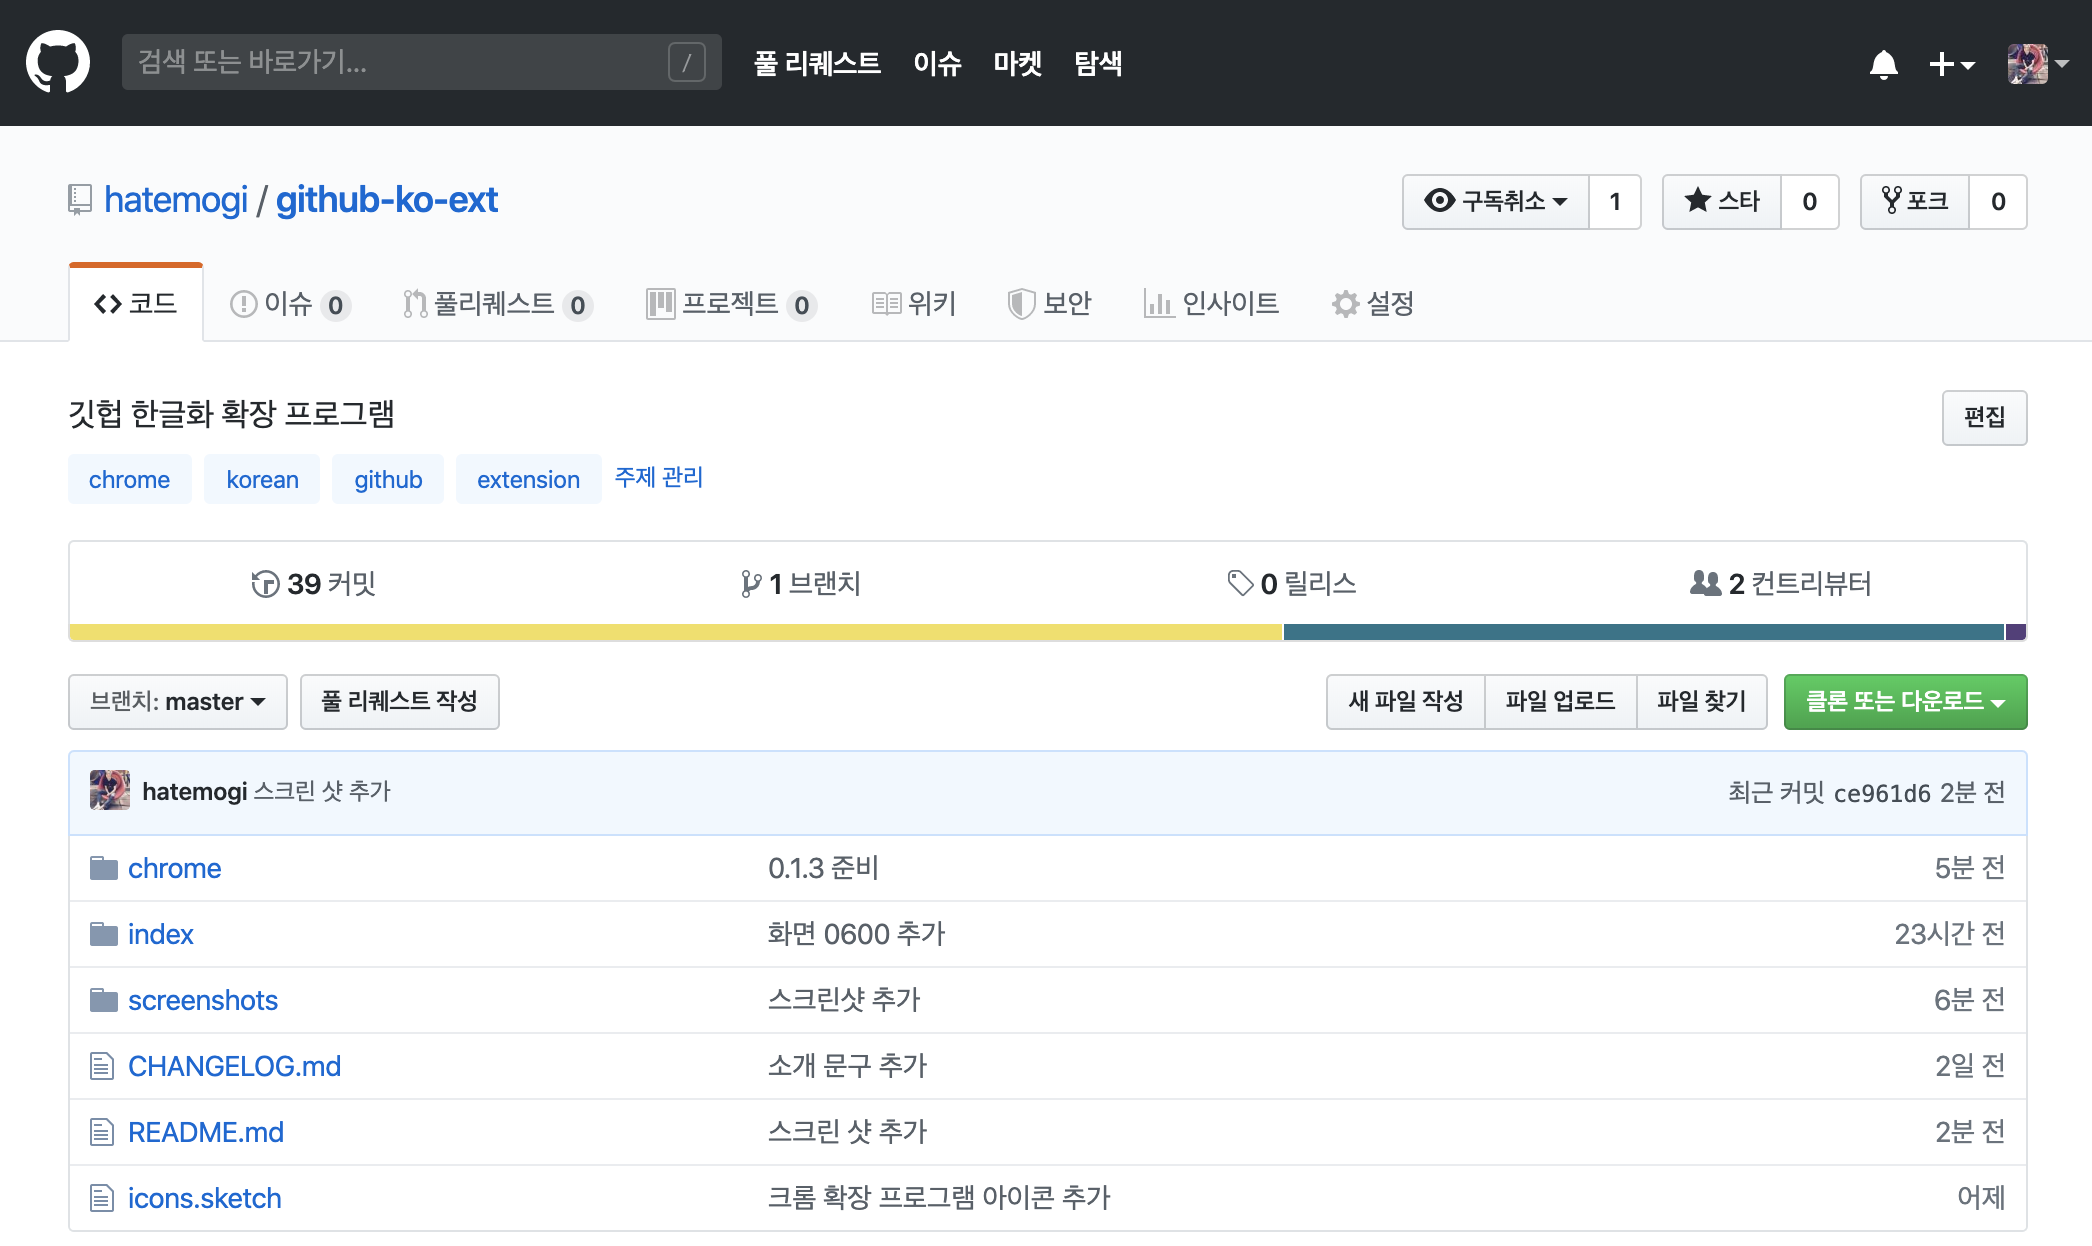 검색 또는 바로가기... / 풀 리퀘스트 이슈 마켓 탐색
hatemogi / github-ko-ext 구독취소 1 스타 0 포크 0
코드 이슈 0 풀리퀘스트 0 프로젝트 0 위키 보안 인사이트 설정
깃헙 한글화 확장 프로그램 편집
chrome korean github extension 주제 관리
39 커밋 1 브랜치 0 릴리스 2 컨트리뷰터
브랜치: master 풀 리퀘스트 작성 새 파일 작성 파일 업로드 파일 찾기 클론 또는 다운로드
hatemogi 스크린 샷 추가 최근 커밋 ce961d6 2분 전
chrome 0.1.3 준비 5분 전
index 화면 0600 추가 23시간 전
screenshots 스크린샷 추가 6분 전
CHANGELOG.md 소개 문구 추가 2일 전
README.md 스크린 샷 추가 2분 전
icons.sketch 크롬 확장 프로그램 아이콘 추가 어제